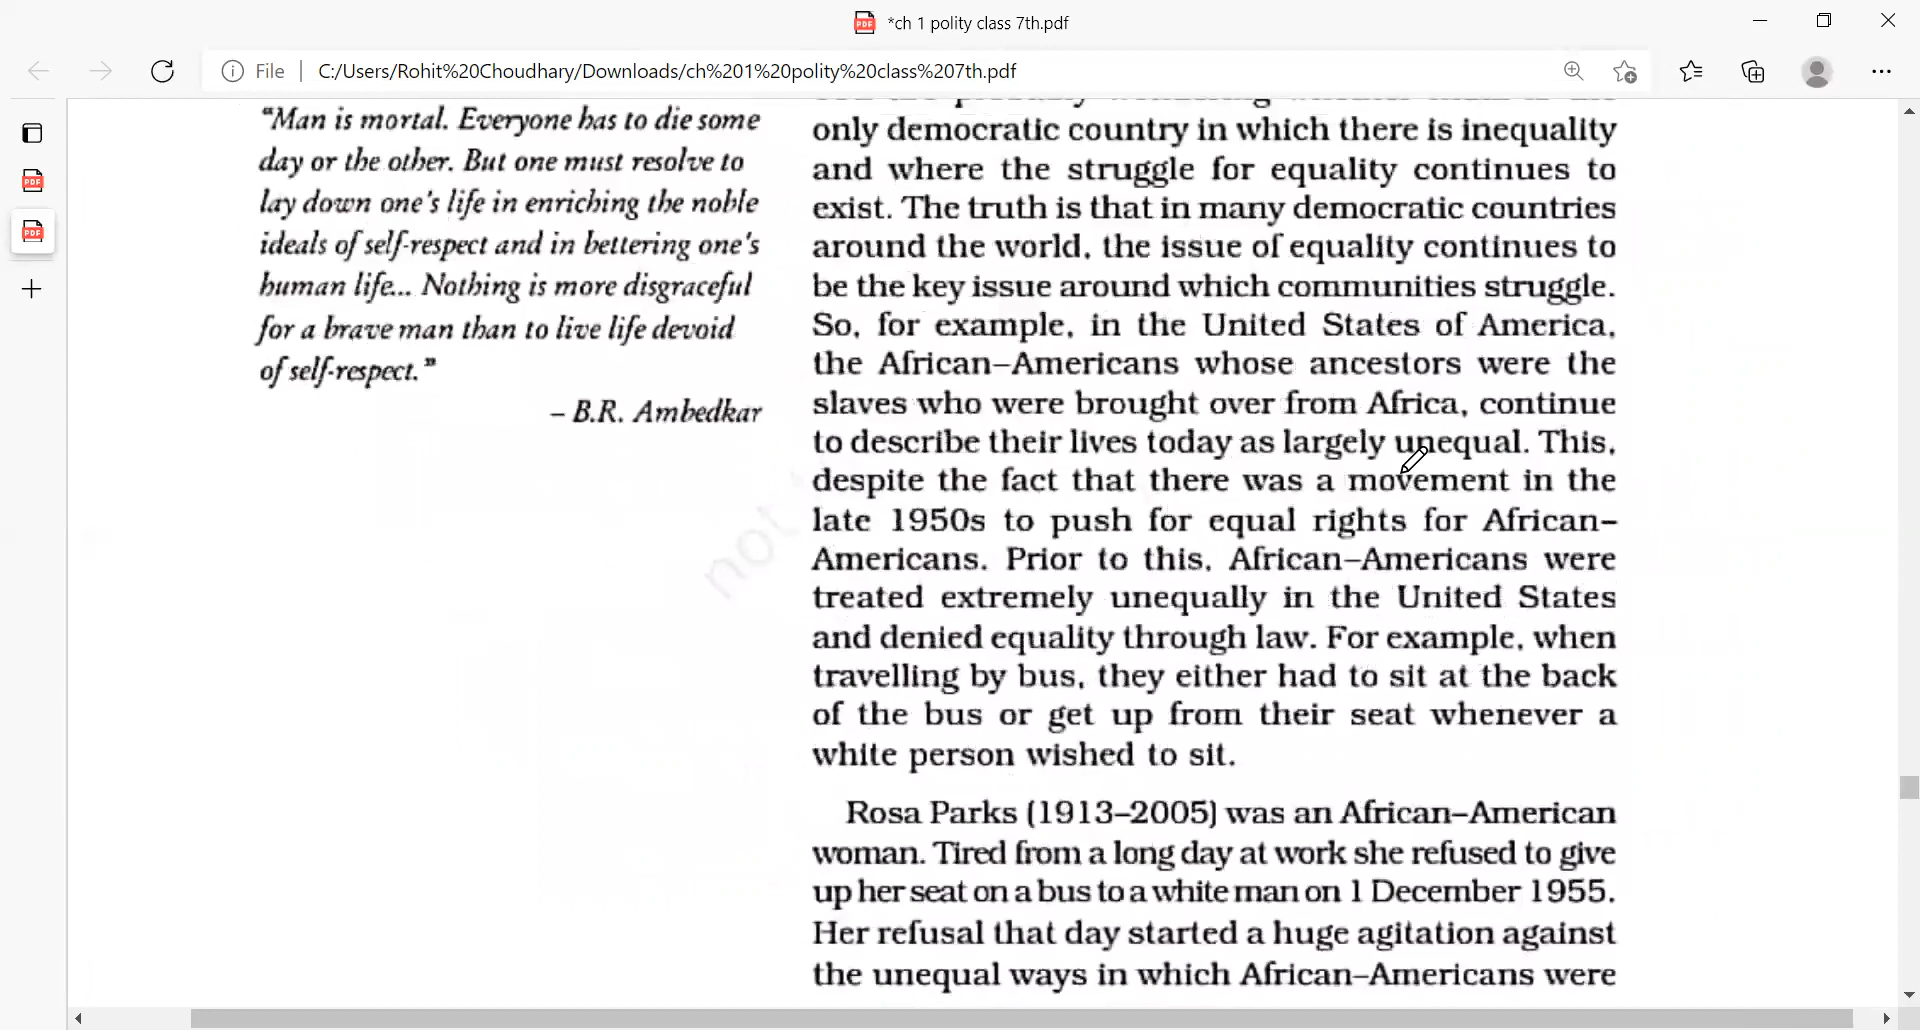 *ch 1 polity class 7th.pdf
File | C:/Users/Rohit%20Choudhary/Downloads/ch%201%20polity%20class%207th.pdf
"Man is mortal. Everyone has to die some
day or the other. But one must resolve to
lay down one's life in enriching the noble
ideals of self-respect and in bettering one's
human life... Nothing is more disgraceful
for a brave man than to live life devoid
of self-respect."
– B.R. Ambedkar
only democratic country in which there is inequality
and where the struggle for equality continues to
exist. The truth is that in many democratic countries
around the world, the issue of equality continues to
be the key issue around which communities struggle.
So, for example, in the United States of America,
the African–Americans whose ancestors were the
slaves who were brought over from Africa, continue
to describe their lives today as largely unequal. This,
despite the fact that there was a movement in the
late 1950s to push for equal rights for African–
Americans. Prior to this, African–Americans were
treated extremely unequally in the United States
and denied equality through law. For example, when
travelling by bus, they either had to sit at the back
of the bus or get up from their seat whenever a
white person wished to sit.
Rosa Parks (1913–2005) was an African–American
woman. Tired from a long day at work she refused to give
up her seat on a bus to a white man on 1 December 1955.
Her refusal that day started a huge agitation against
the unequal ways in which African–Americans were
not